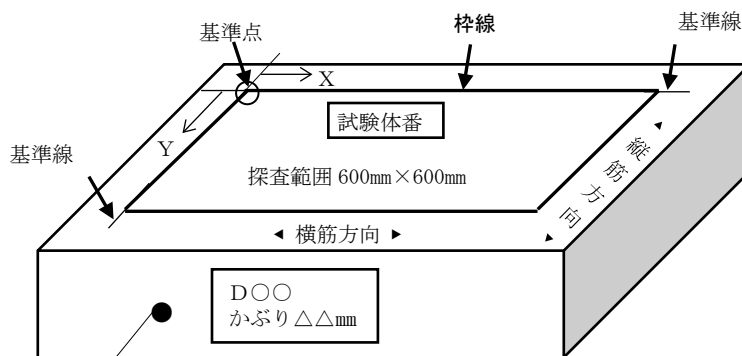 基準点
枠線
基準線
X
試験体番
Y
基準線
探査範囲 600mm×600mm
縦筋方向
横筋方向
D○○
かぶり△△mm